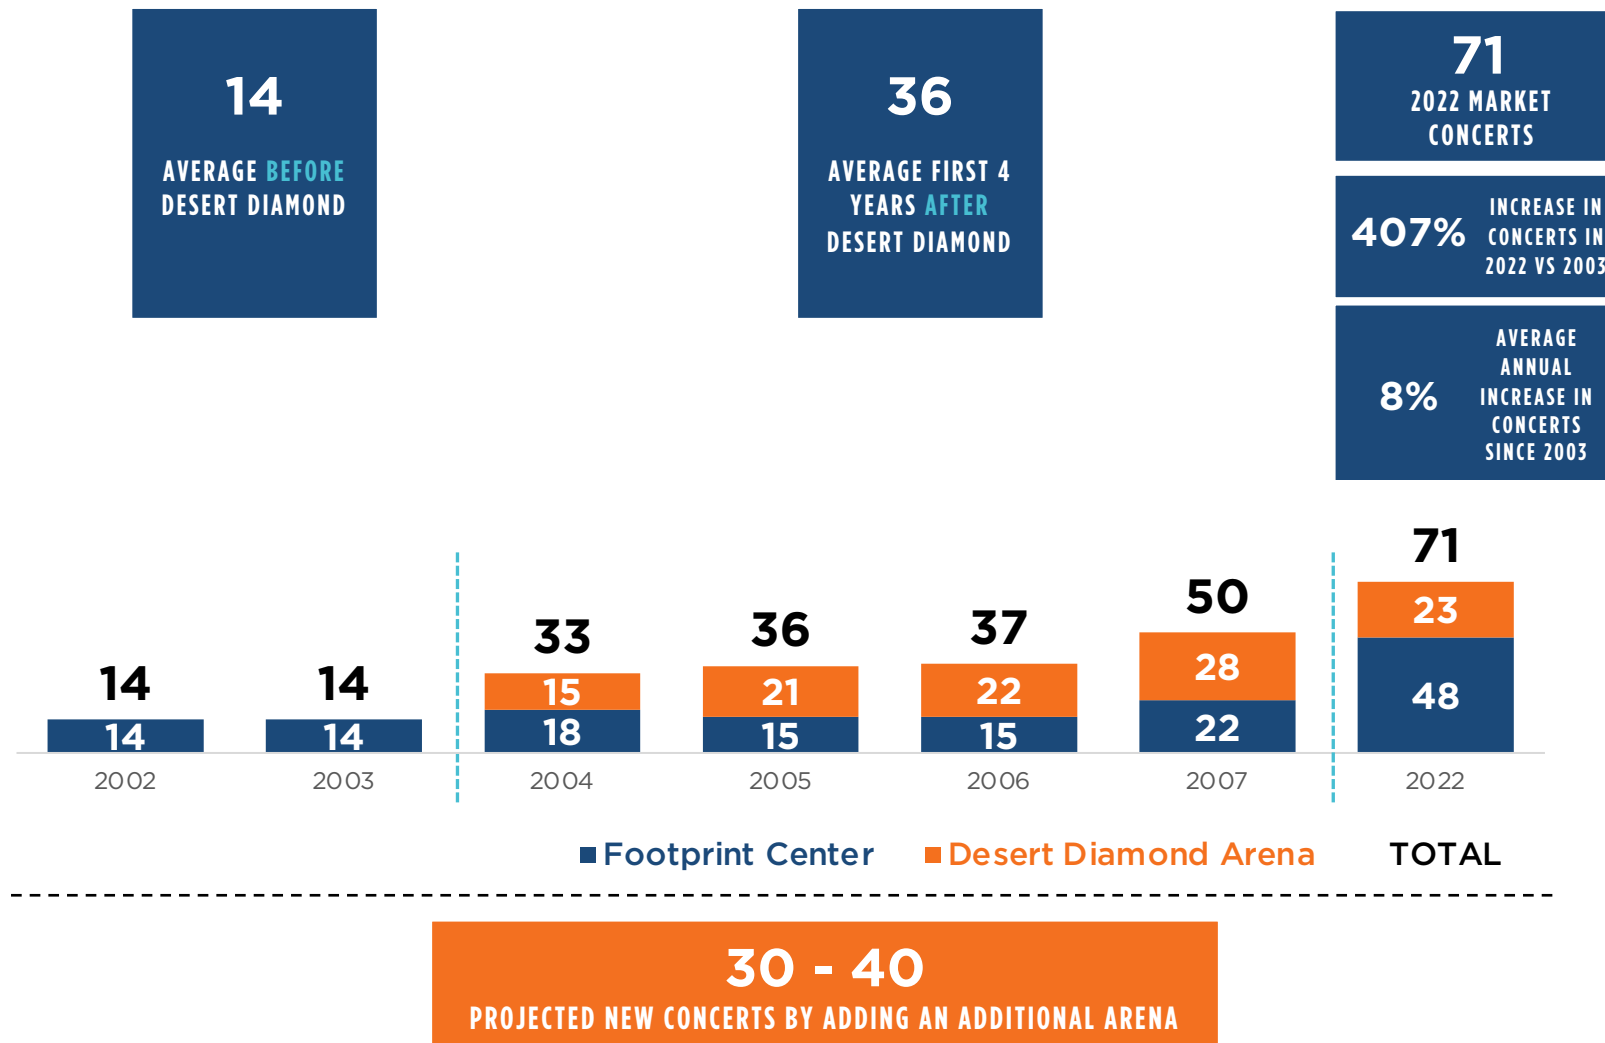 14
AVERAGE BEFORE
DESERT DIAMOND
36
AVERAGE FIRST 4
YEARS AFTER
DESERT DIAMOND
71
2022 MARKET
CONCERTS
407%
INCREASE IN
CONCERTS IN
2022 VS 2003
8%
AVERAGE
ANNUAL
INCREASE IN
CONCERTS
SINCE 2003
14
14
2002
14
14
2003
33
15
18
2004
36
21
15
2005
37
22
15
2006
50
28
22
2007
71
23
48
2022
Footprint Center
Desert Diamond Arena
TOTAL
30 - 40
PROJECTED NEW CONCERTS BY ADDING AN ADDITIONAL ARENA